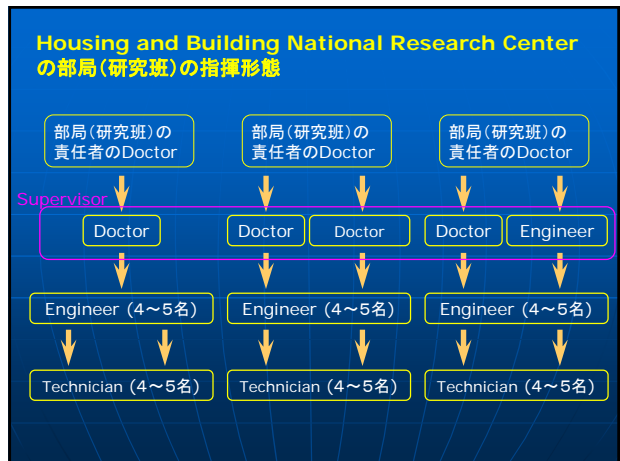 Housing and Building National Research Center
の部局(研究班)の指揮形態
部局(研究班)の
責任者のDoctor
部局(研究班)の
責任者のDoctor
部局(研究班)の
責任者のDoctor
Supervisor
Doctor
Doctor
Doctor
Doctor
Engineer
Engineer (4～5名)
Engineer (4～5名)
Engineer (4～5名)
Technician (4～5名)
Technician (4～5名)
Technician (4～5名)